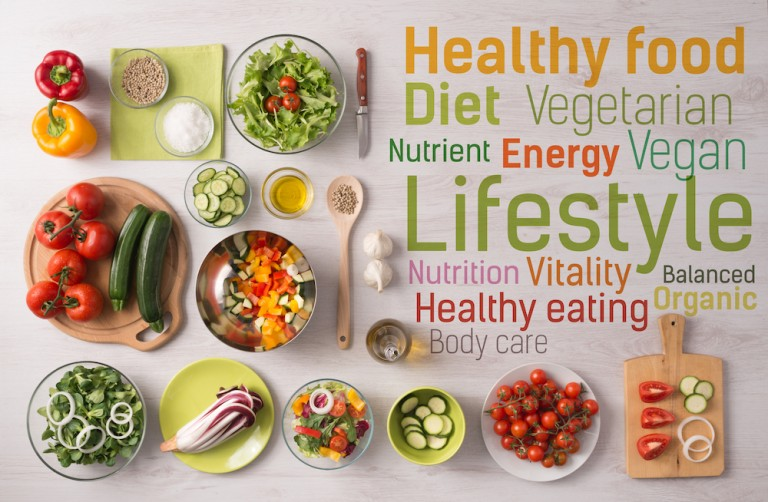 Healthy food
Diet Vegetarian
Nutrient Energy Vegan
Lifestyle
Nutrition Vitality Balanced
Healthy eating Organic
Body care